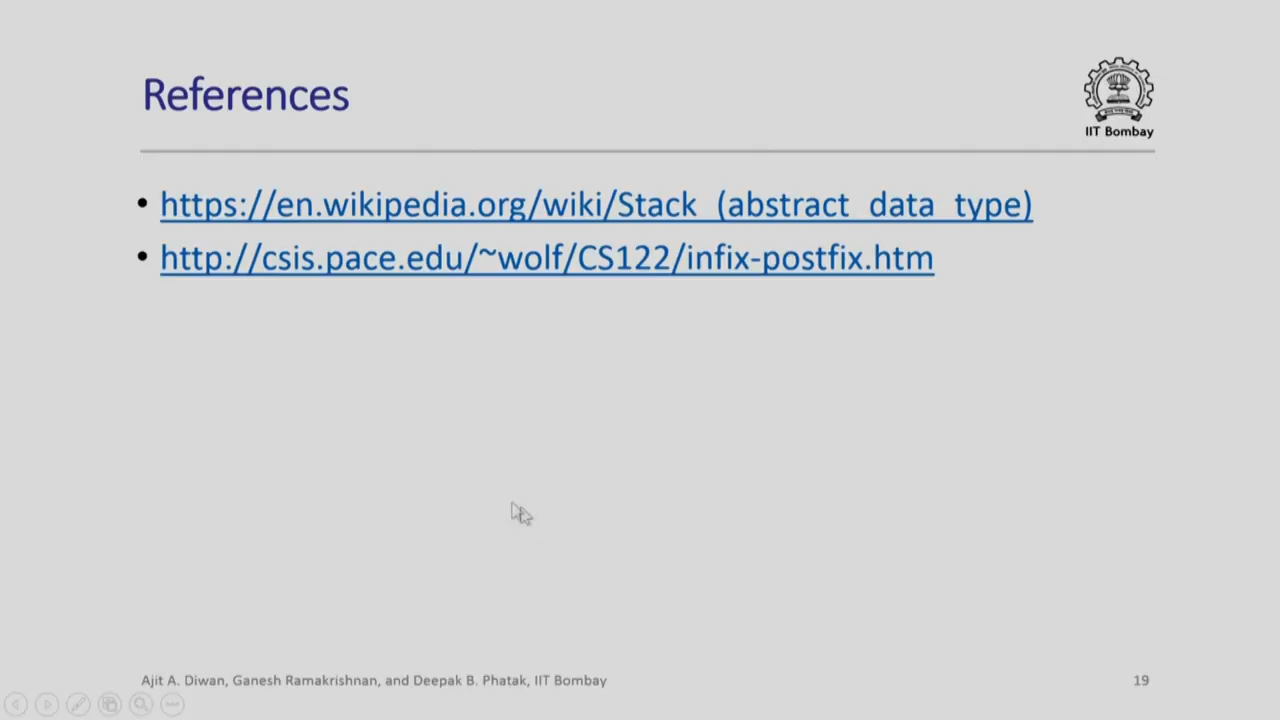 References
IIT Bombay
• https://en.wikipedia.org/wiki/Stack_(abstract_data_type)
• http://csis.pace.edu/~wolf/CS122/infix-postfix.htm
Ajit A. Diwan, Ganesh Ramakrishnan, and Deepak B. Phatak, IIT Bombay
19